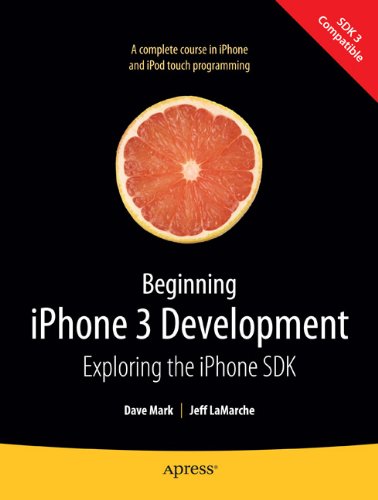 A complete course in iPhone
and iPod touch programming
SDK 3
Compatible
Beginning
iPhone 3 Development
Exploring the iPhone SDK
Dave Mark | Jeff LaMarche
Apress®